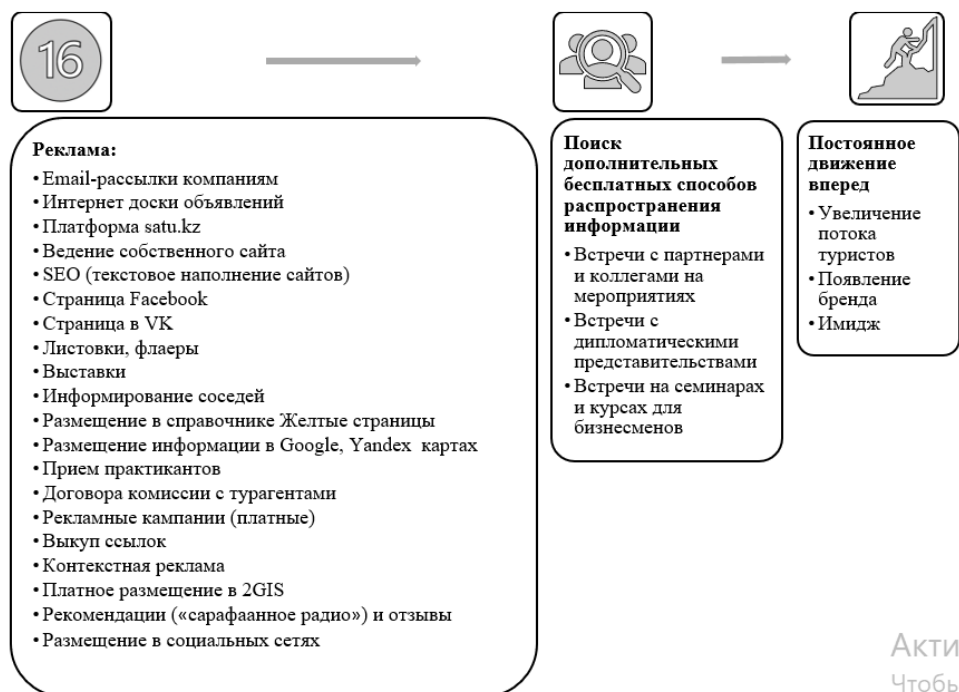 16
Реклама:
• Email-рассылки компаниям
• Интернет доски объявлений
• Платформа satu.kz
• Ведение собственного сайта
• SEO (текстовое наполнение сайтов)
• Страница Facebook
• Страница в VK
• Листовки, флаеры
• Выставки
• Информирование соседей
• Размещение в справочнике Желтые страницы
• Размещение информации в Google, Yandex картах
• Прием практикантов
• Договора комиссии с турагентами
• Рекламные кампании (платные)
• Выкуп ссылок
• Контекстная реклама
• Платное размещение в 2GIS
• Рекомендации («сарафаанное радио») и отзывы
• Размещение в социальных сетях
Поиск
дополнительных
бесплатных способов
распространения
информации
• Встречи с партнерами
и коллегами на
мероприятиях
• Встречи с
дипломатическими
представительствами
• Встречи на семинарах
и курсах для
бизнесменов
Постоянное
движение
вперед
• Увеличение
потока
туристов
• Появление
бренда
• Имидж
Акти
Чтобы